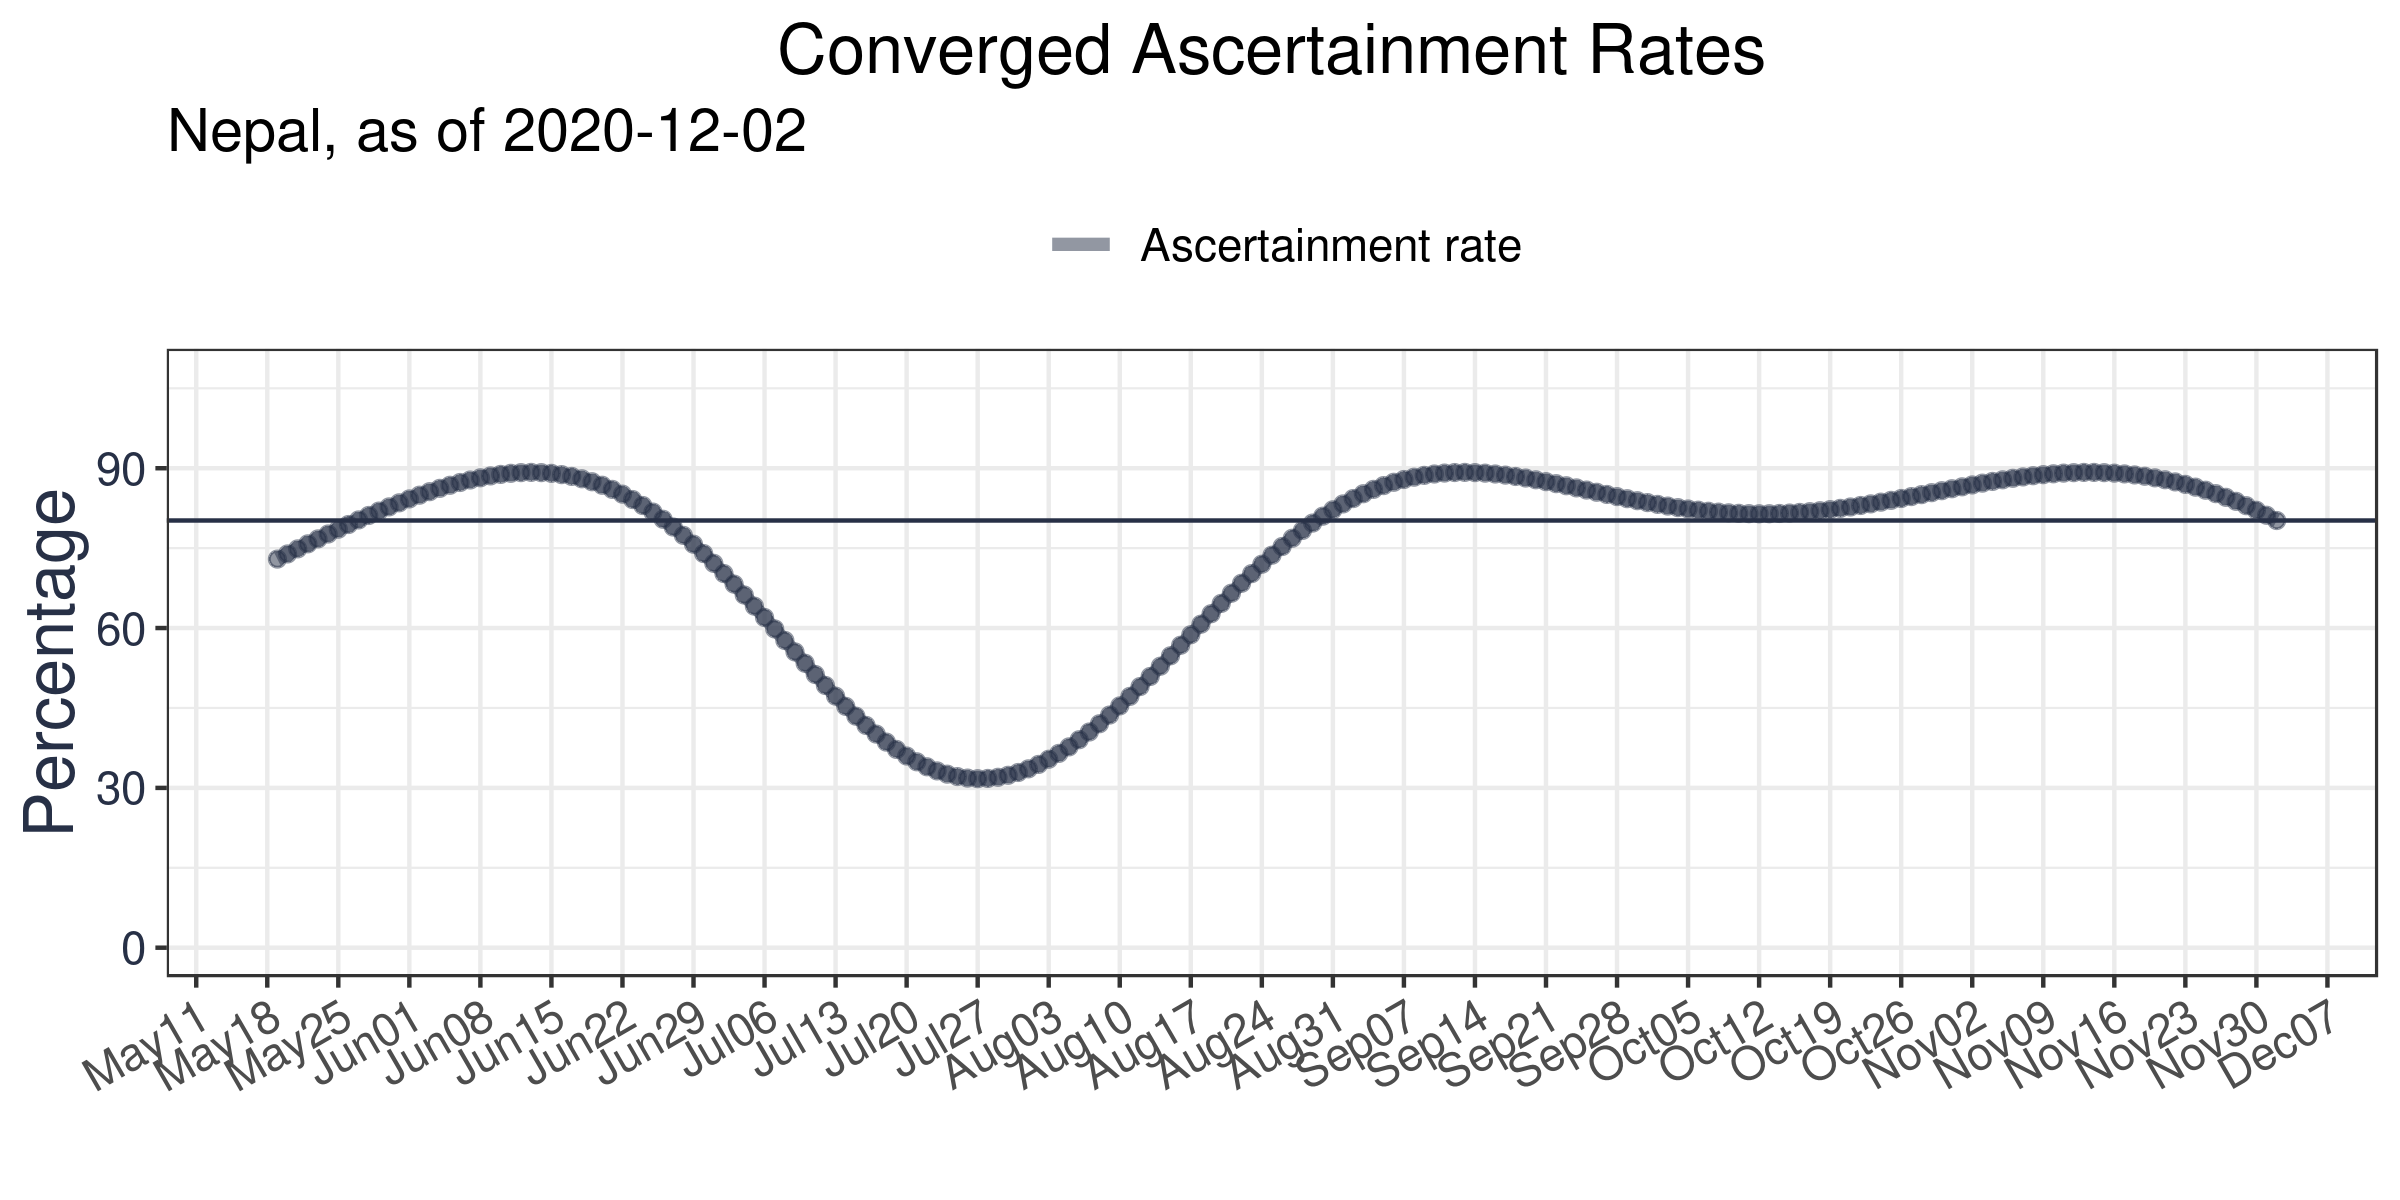 Converged Ascertainment Rates
Nepal, as of 2020-12-02
Ascertainment rate
Percentage
90
60
30
0
May11
May18
May25
Jun01
Jun08
Jun15
Jun22
Jun29
Jul06
Jul13
Jul20
Jul27
Aug03
Aug10
Aug17
Aug24
Aug31
Sep07
Sep14
Sep21
Sep28
Oct05
Oct12
Oct19
Oct26
Nov02
Nov09
Nov16
Nov23
Nov30
Dec07